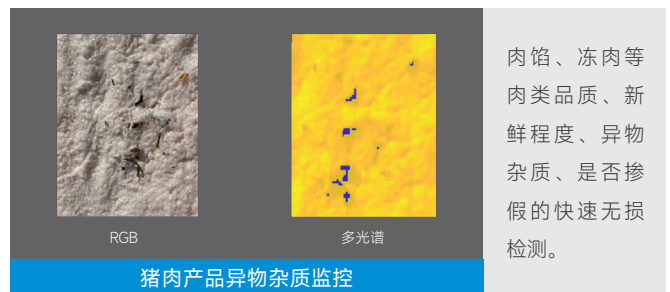 RGB
多光谱
猪肉产品异物杂质监控
肉馅、冻肉等
肉类品质、新
鲜程度、异物
杂质、是否掺
假的快速无损
检测。